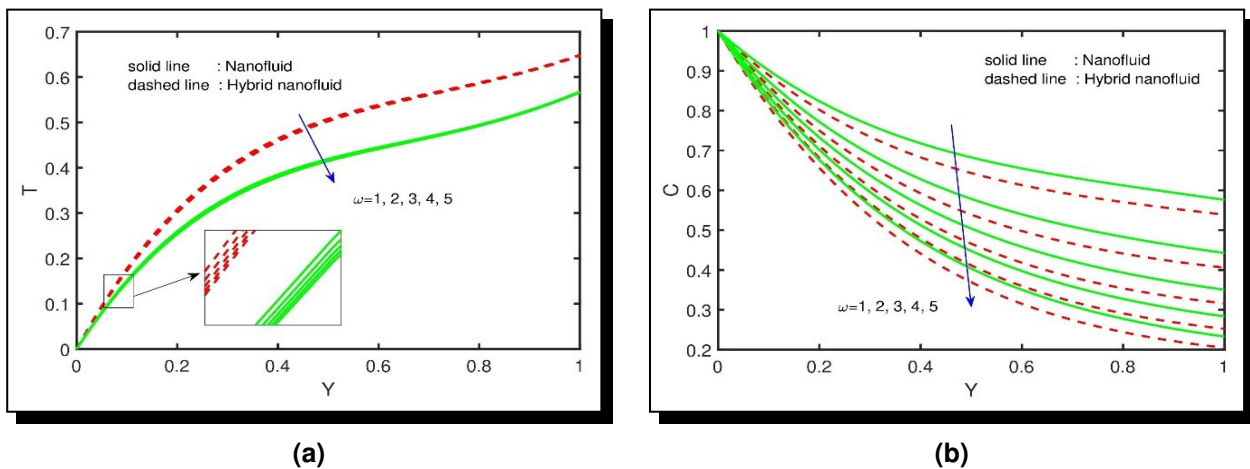 0.7
0.6
0.5
0.4
0.3
0.2
0.1
0
T
solid line : Nanofluid
dashed line : Hybrid nanofluid
ω=1, 2, 3, 4, 5
0 0.2 0.4 0.6 0.8 1
Y
(a)
1
0.9
0.8
0.7
0.6
0.5
0.4
0.3
0.2
C
solid line : Nanofluid
dashed line : Hybrid nanofluid
ω=1, 2, 3, 4, 5
0 0.2 0.4 0.6 0.8 1
Y
(b)